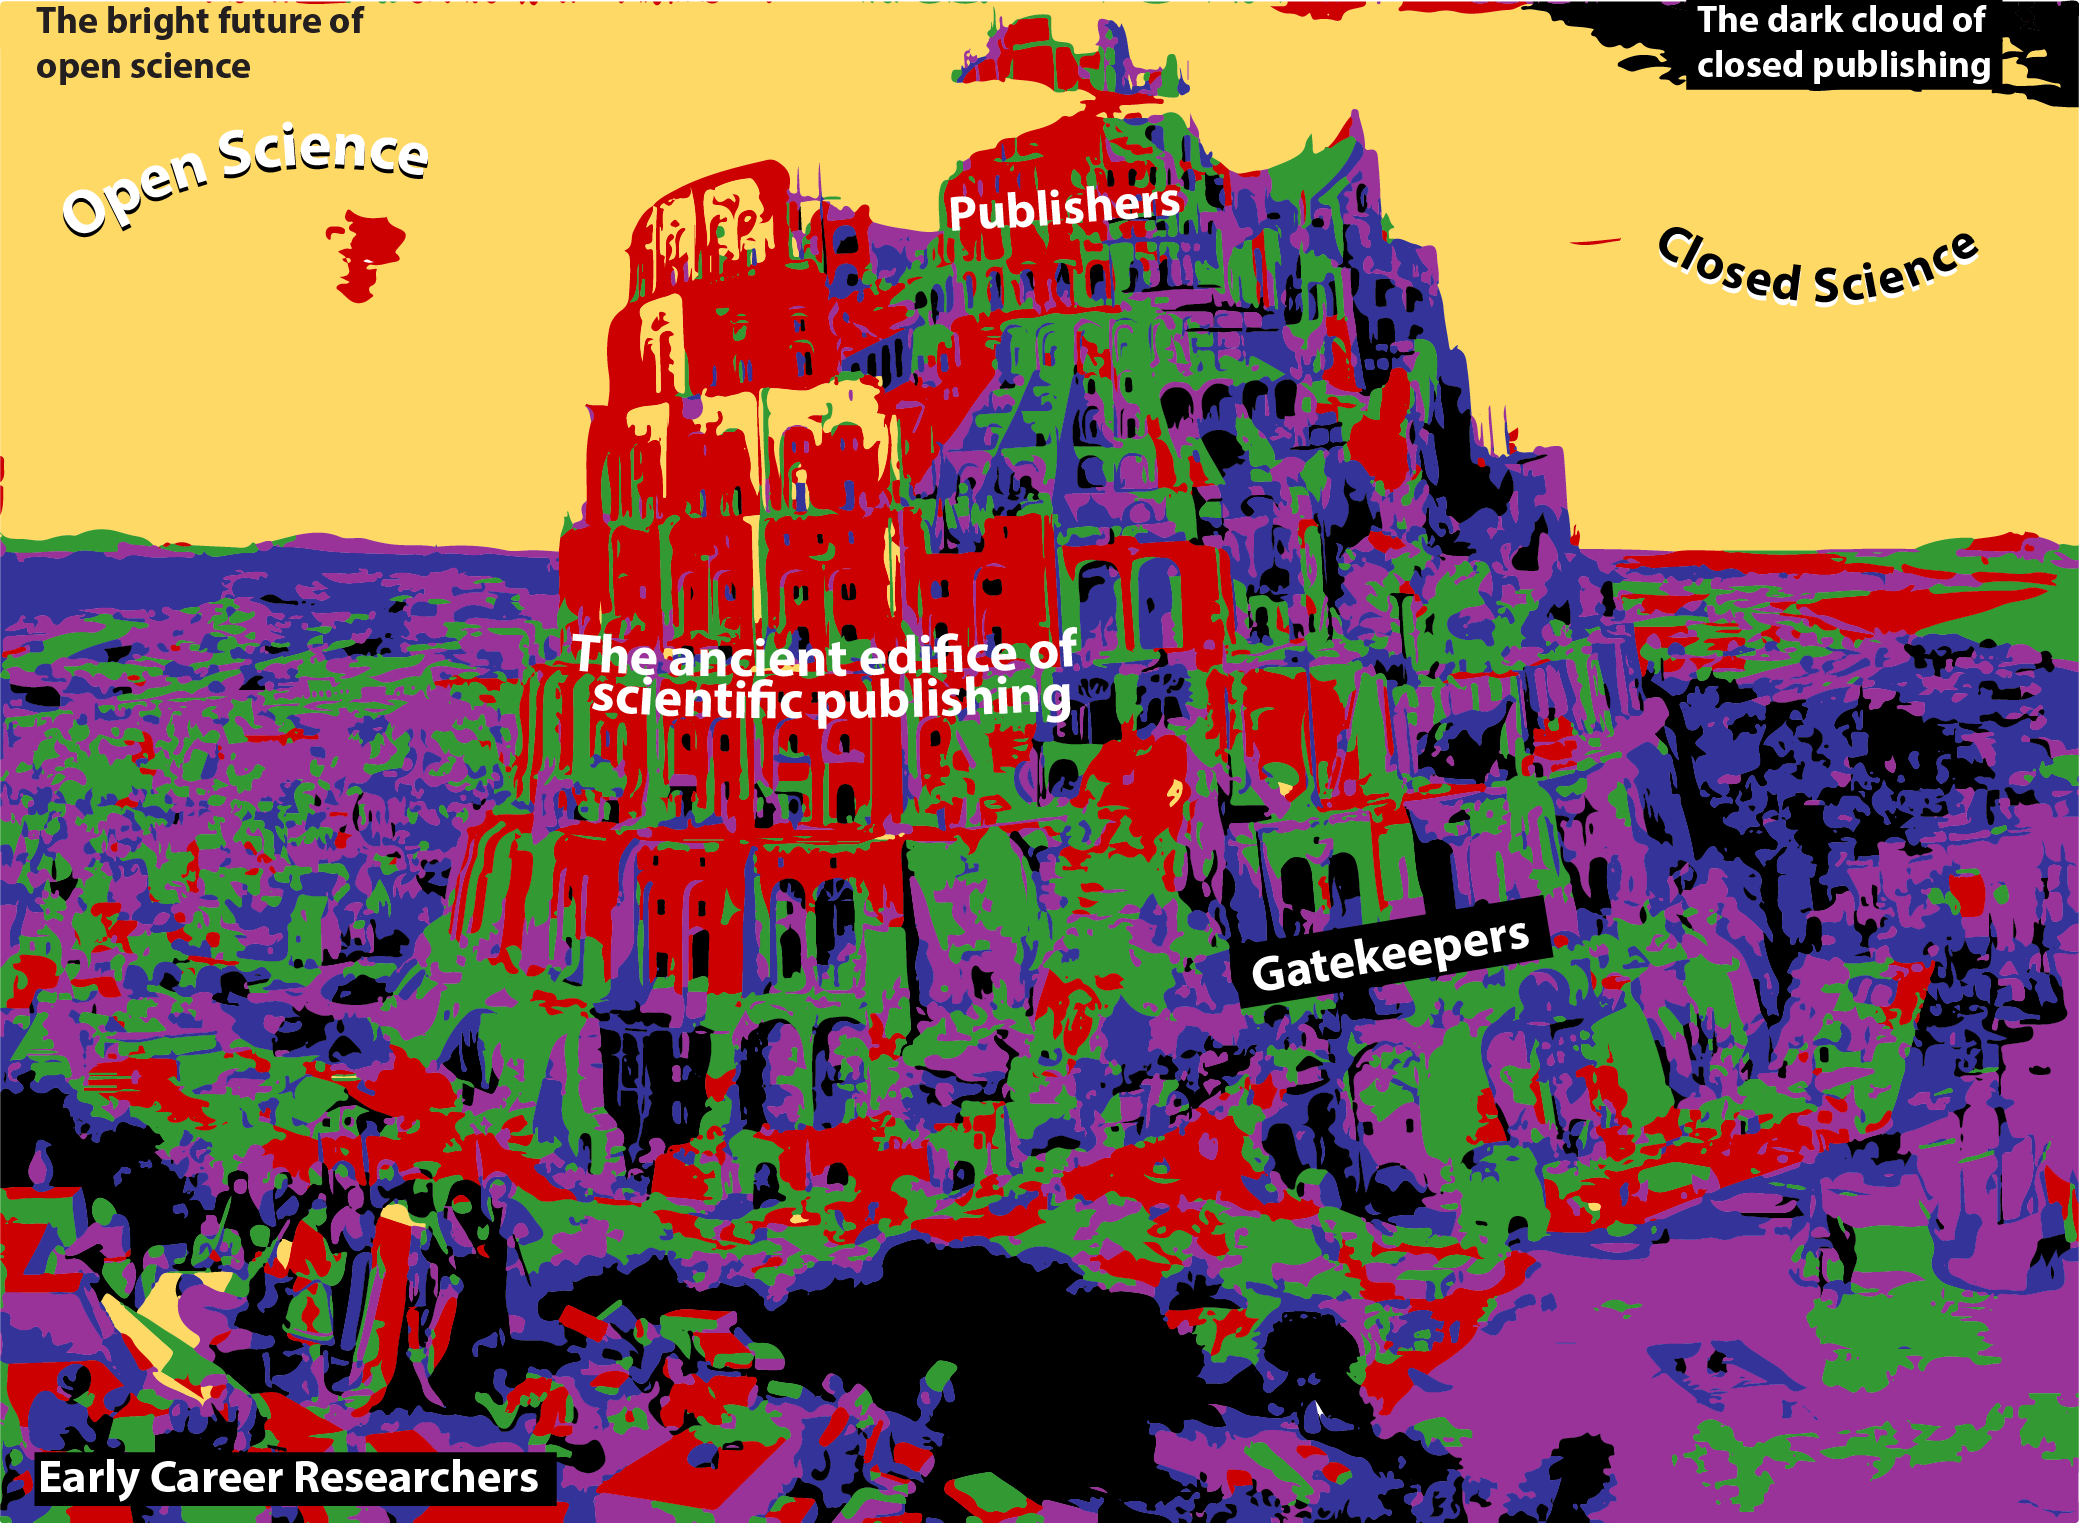 The bright future of
open science
The dark cloud of
closed publishing
Open Science
Publishers
Closed Science
The ancient edifice of
scientific publishing
Gatekeepers
Early Career Researchers